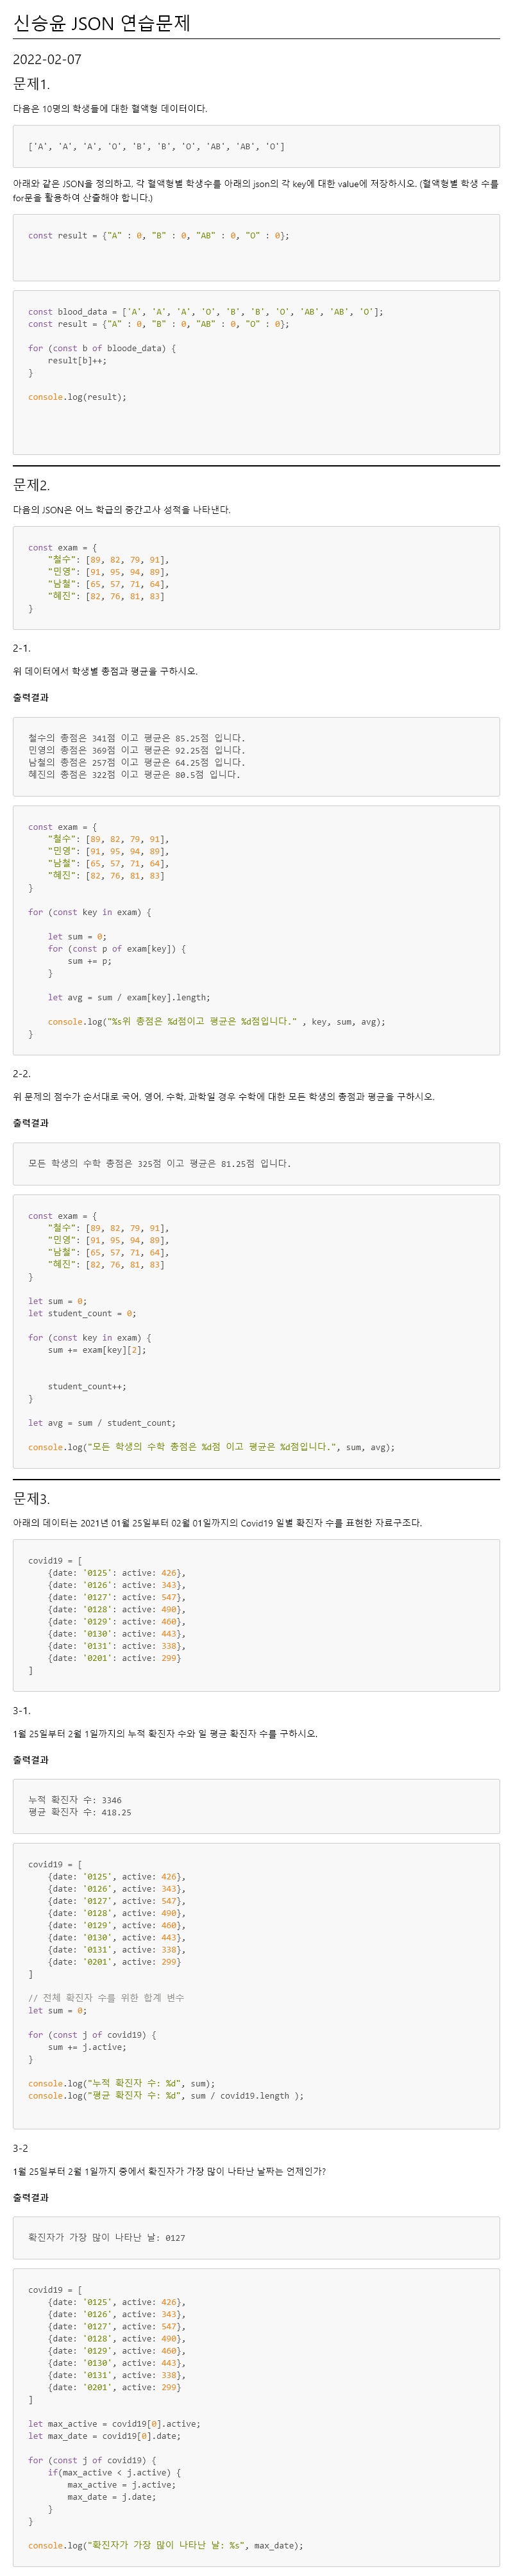 신승윤 JSON 연습문제
2022-02-07
문제1.
다음은 10명의 학생들에 대한 혈액형 데이터이다.
['A', 'A', 'A', 'O', 'B', 'B', 'O', 'AB', 'AB', 'O']
아래와 같은 JSON을 정의하고, 각 혈액형별 학생수를 아래의 json의 각 key에 대한 value에 저장하시오. (혈액형별 학생 수를
for문을 활용하여 산출해야 합니다.)
const result = {"A" : 0, "B" : 0, "AB" : 0, "O" : 0};
const blood_data = ['A', 'A', 'A', 'O', 'B', 'B', 'O', 'AB', 'AB', 'O'];
const result = {"A" : 0, "B" : 0, "AB" : 0, "O" : 0};
for (const b of bloode_data) {
    result[b]++;
}
console.log(result);
문제2.
다음의 JSON은 어느 학급의 중간고사 성적을 나타낸다.
const exam = {
    "철수": [89, 82, 79, 91],
    "민영": [91, 95, 94, 89],
    "남철": [65, 57, 71, 64],
    "혜진": [82, 76, 81, 83]
}
2-1.
위 데이터에서 학생별 총점과 평균을 구하시오.
출력결과
철수의 총점은 341점 이고 평균은 85.25점 입니다.
민영의 총점은 369점 이고 평균은 92.25점 입니다.
남철의 총점은 257점 이고 평균은 64.25점 입니다.
혜진의 총점은 322점 이고 평균은 80.5점 입니다.
const exam = {
    "철수": [89, 82, 79, 91],
    "민영": [91, 95, 94, 89],
    "남철": [65, 57, 71, 64],
    "혜진": [82, 76, 81, 83]
}
for (const key in exam) {
    let sum = 0;
    for (const p of exam[key]) {
        sum += p;
    }
    let avg = sum / exam[key].length;
    console.log("%s위 총점은 %d점이고 평균은 %d점입니다." , key, sum, avg);
}
2-2.
위 문제의 점수가 순서대로 국어, 영어, 수학, 과학일 경우 수학에 대한 모든 학생의 총점과 평균을 구하시오.
출력결과
모든 학생의 수학 총점은 325점 이고 평균은 81.25점 입니다.
const exam = {
    "철수": [89, 82, 79, 91],
    "민영": [91, 95, 94, 89],
    "남철": [65, 57, 71, 64],
    "혜진": [82, 76, 81, 83]
}
let sum = 0;
let student_count = 0;
for (const key in exam) {
    sum += exam[key][2];
    student_count++;
}
let avg = sum / student_count;
console.log("모든 학생의 수학 총점은 %d점 이고 평균은 %d점입니다.", sum, avg);
문제3.
아래의 데이터는 2021년 01월 25일부터 02월 01일까지의 Covid19 일별 확진자 수를 표현한 자료구조다.
covid19 = [
    {date: '0125': active: 426},
    {date: '0126': active: 343},
    {date: '0127': active: 547},
    {date: '0128': active: 490},
    {date: '0129': active: 460},
    {date: '0130': active: 443},
    {date: '0131': active: 338},
    {date: '0201': active: 299}
]
3-1.
1월 25일부터 2월 1일까지의 누적 확진자 수와 일 평균 확진자 수를 구하시오.
출력결과
누적 확진자 수: 3346
평균 확진자 수: 418.25
covid19 = [
    {date: '0125', active: 426},
    {date: '0126', active: 343},
    {date: '0127', active: 547},
    {date: '0128', active: 490},
    {date: '0129', active: 460},
    {date: '0130', active: 443},
    {date: '0131', active: 338},
    {date: '0201', active: 299}
]
// 전체 확진자 수를 위한 합계 변수
let sum = 0;
for (const j of covid19) {
    sum += j.active;
}
console.log("누적 확진자 수: %d", sum);
console.log("평균 확진자 수: %d", sum / covid19.length );
3-2
1월 25일부터 2월 1일까지 중에서 확진자가 가장 많이 나타난 날짜는 언제인가?
출력결과
확진자가 가장 많이 나타난 날: 0127
covid19 = [
    {date: '0125', active: 426},
    {date: '0126', active: 343},
    {date: '0127', active: 547},
    {date: '0128', active: 490},
    {date: '0129', active: 460},
    {date: '0130', active: 443},
    {date: '0131', active: 338},
    {date: '0201', active: 299}
]
let max_active = covid19[0].active;
let max_date = covid19[0].date;
for (const j of covid19) {
    if(max_active < j.active) {
        max_active = j.active;
        max_date = j.date;
    }
}
console.log("확진자가 가장 많이 나타난 날: %s", max_date);